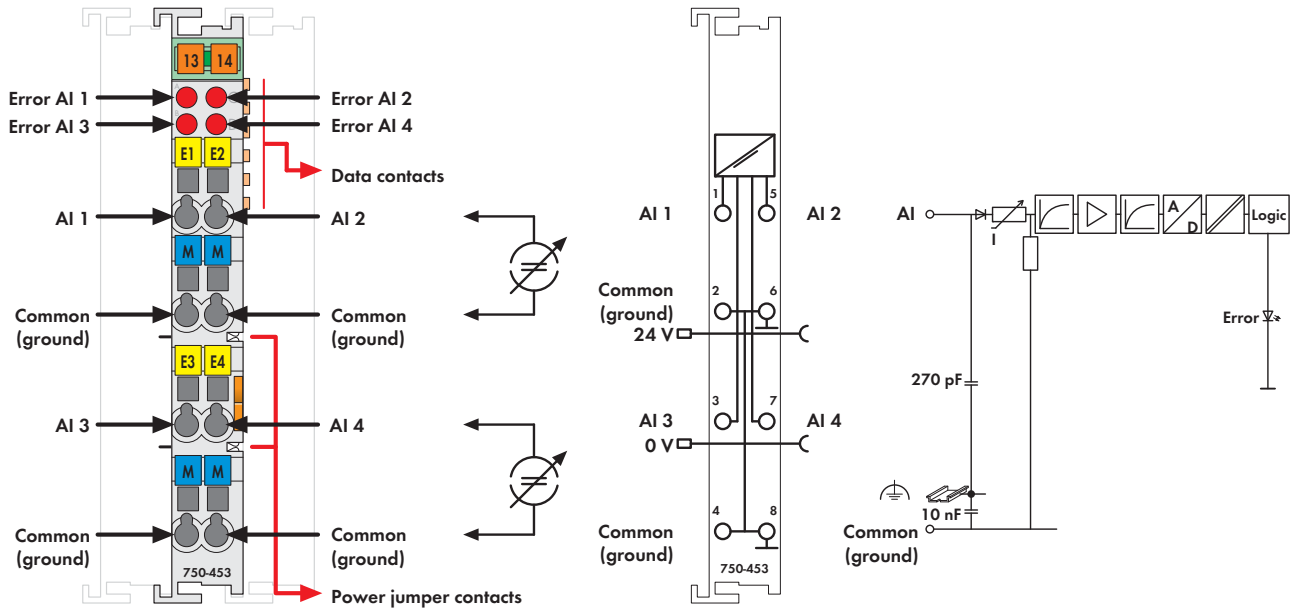 13 14
Error AI 1
Error AI 2
Error AI 3
Error AI 4
E1 E2
Data contacts
AI 1
AI 2
M M
Common
(ground)
Common
(ground)
E3 E4
AI 3
AI 4
M M
Common
(ground)
Common
(ground)
750-453
Power jumper contacts
1
5
AI 1
AI 2
Common
(ground)
2
6
24 V
3
7
AI 3
AI 4
0 V
4
8
Common
(ground)
750-453
AI
I
A
D
Logic
Error
270 pF
10 nF
Common
(ground)